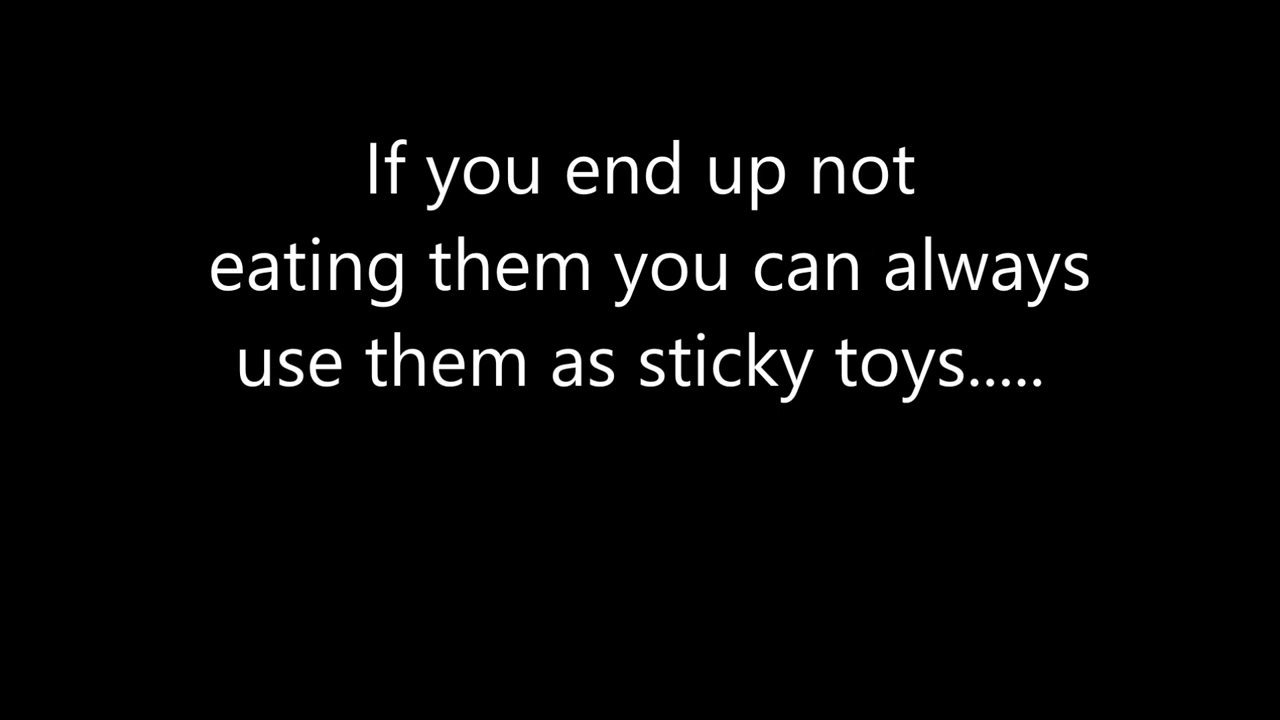 If you end up not
eating them you can always
use them as sticky toys.....